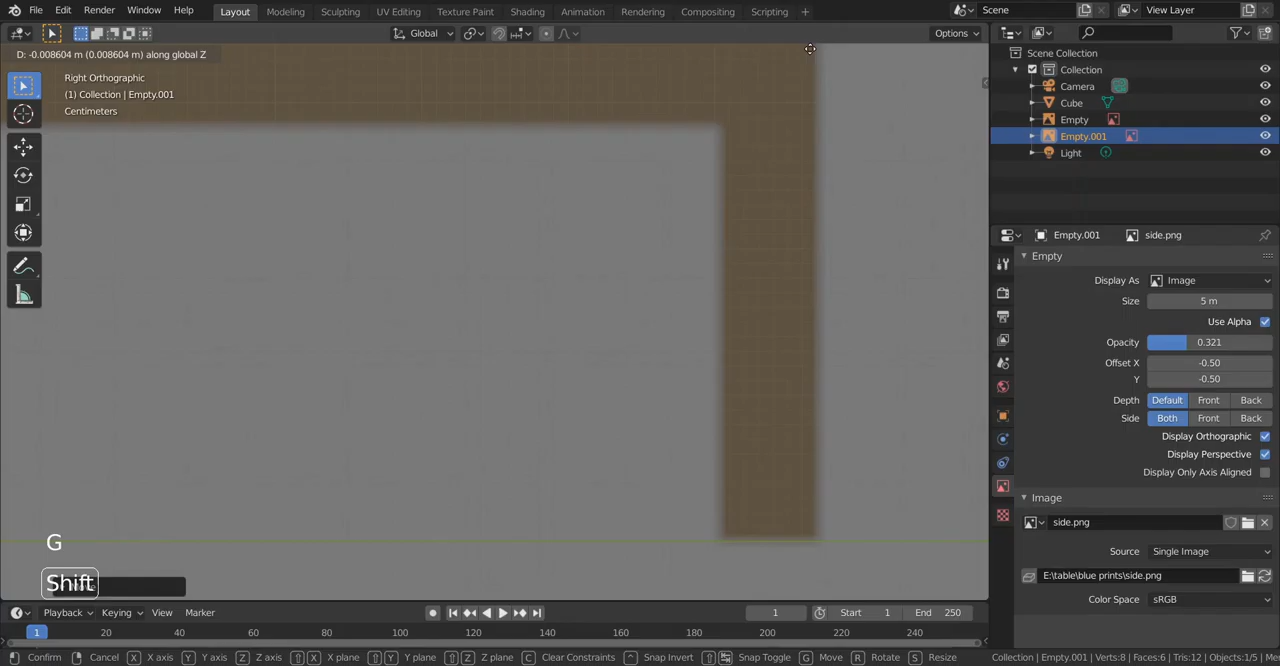 File Edit Render Window Help Layout Modeling Sculpting UV Editing Texture Paint Shading Animation Rendering Compositing Scripting + Scene View Layer
Global Options
D: -0.008604 m (0.008604 m) along global Z
Right Orthographic
(1) Collection | Empty.001
Centimeters
Scene Collection
Collection
Camera
Cube
Empty
Empty.001
Light
Empty.001 side.png
Empty
Display As Image
Size 5 m
Use Alpha
Opacity 0.321
Offset X -0.50
Y -0.50
Depth Default Front Back
Side Both Front Back
Display Orthographic
Display Perspective
Display Only Axis Aligned
Image
side.png
Source Single Image
E:\table\blue prints\side.png
Color Space sRGB
G
Shift
Playback Keying View Marker 1 Start 1 End 250
1 20 40 60 80 100 120 140 160 180 200 220 240
Confirm Cancel X X axis Y Y axis Z Z axis X X plane Y Y plane Z Z plane C Clear Constraints Snap Invert Snap Toggle G Move R Rotate S Resize Collection | Empty.001 | Verts:8 | Faces:6 | Tris:12 | Objects:1/5 |